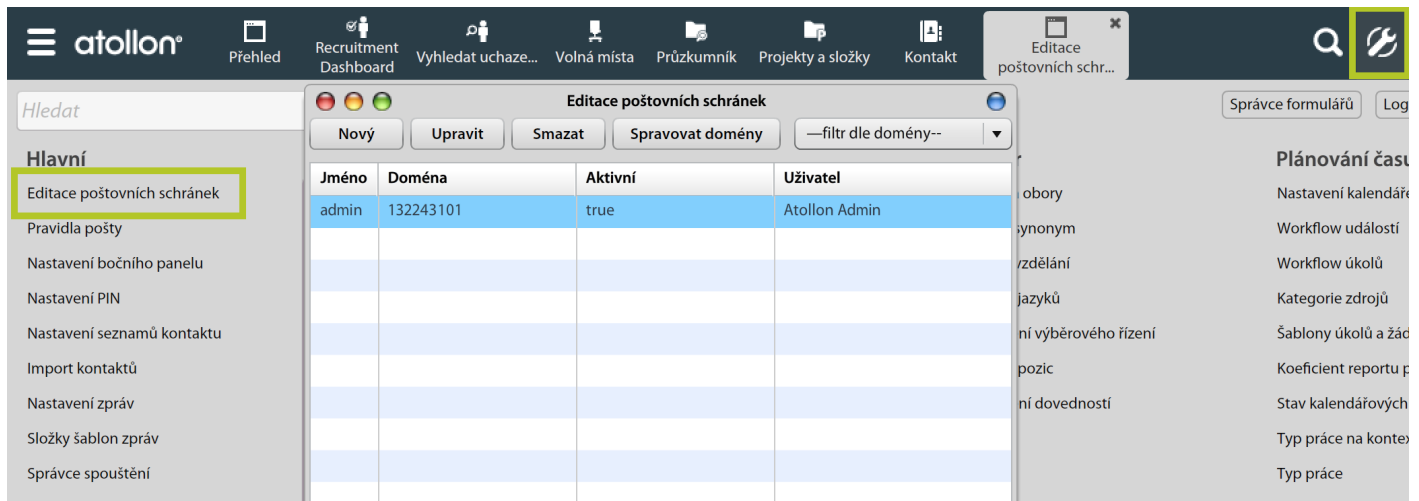 atollon®
Přehled
Recruitment
Dashboard
Vyhledat uchaze...
Volná místa
Průzkumník
Projekty a složky
Kontakt
Editace
poštovních schr...
Hledat
Editace poštovních schránek
Správce formulářů
Log
Nový
Upravit
Smazat
Spravovat domény
—filtr dle domény--
Hlavní
Plánování času
Jméno Doména Aktivní Uživatel
admin 132243101 true Atollon Admin
Editace poštovních schránek
Pravidla pošty
Nastavení bočního panelu
Nastavení PIN
Nastavení seznamů kontaktu
Import kontaktů
Nastavení zpráv
Složky šablon zpráv
Správce spouštění
obory
synonym
vzdělání
jazyků
ní výběrového řízení
pozic
ní dovedností
Nastavení kalendáře
Workflow událostí
Workflow úkolů
Kategorie zdrojů
Šablony úkolů a žád
Koeficient reportu p
Stav kalendářových
Typ práce na kontex
Typ práce